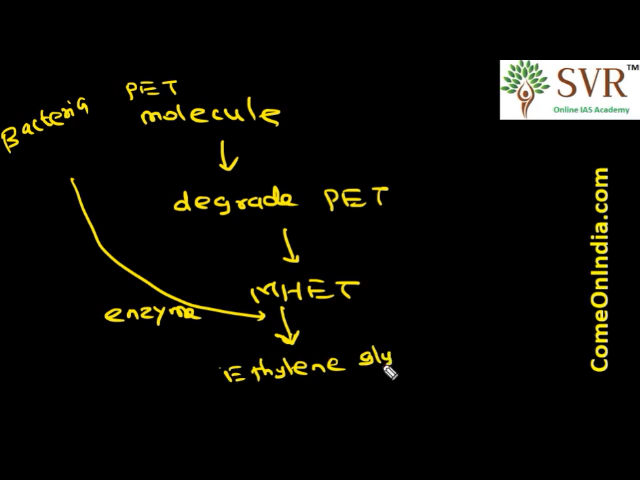 Bacteria
PET
molecule
degrade PET
MHET
enzyme
Ethylene gly
SVR™
Online IAS Academy
ComeOnIndia.com